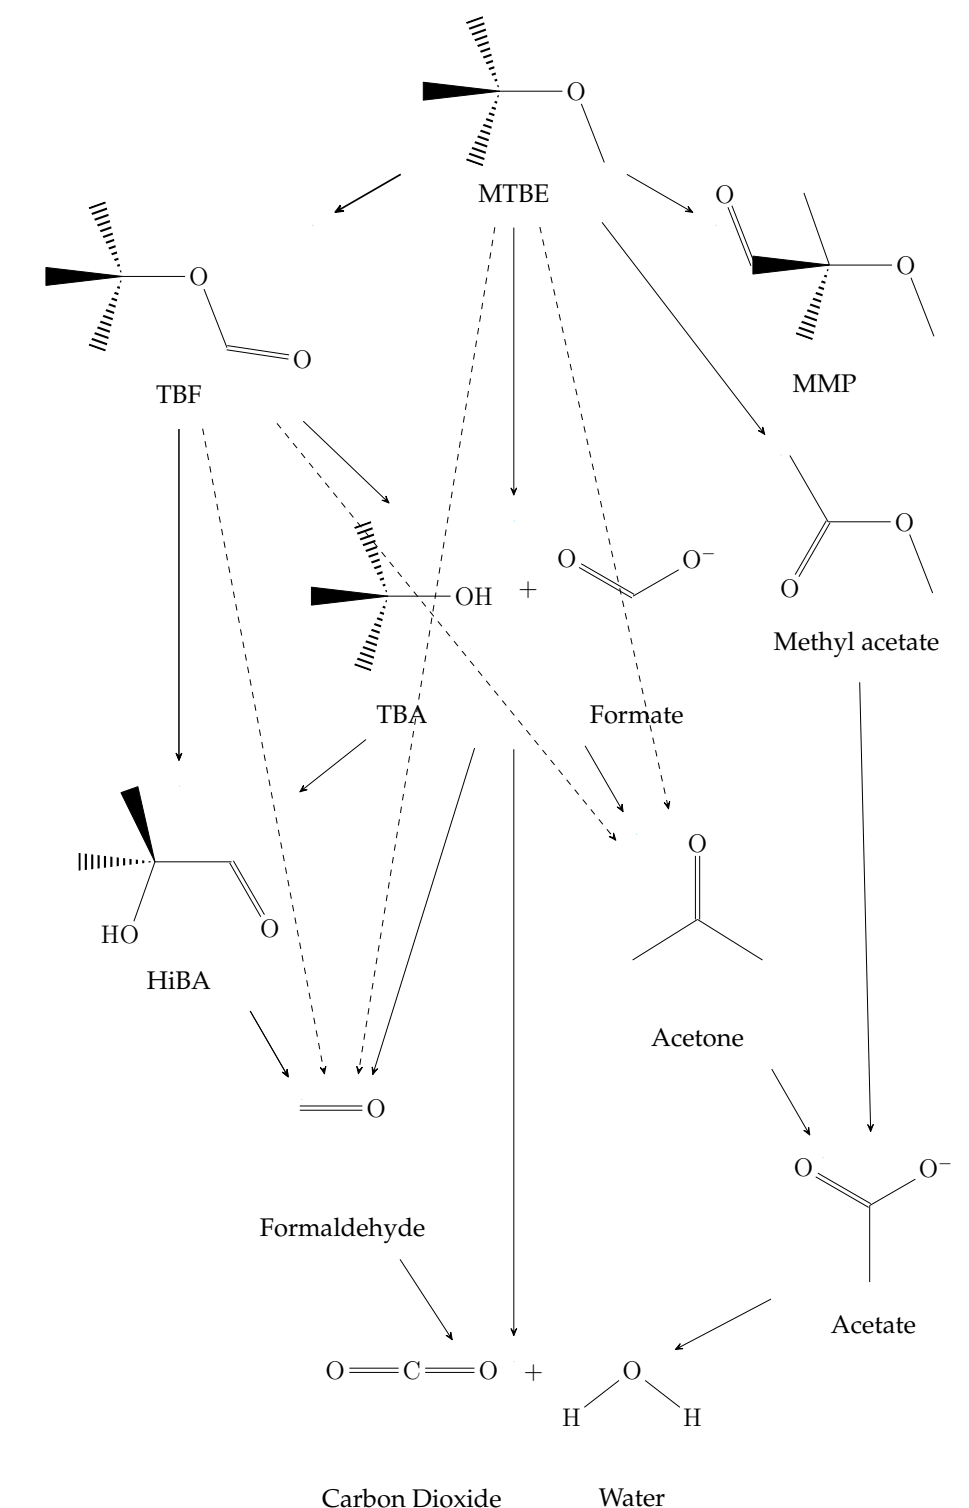 O
MTBE
O
O
O
O
TBF
MMP
O
O
O
OH + O O⁻
Methyl acetate
TBA Formate
O
O
HO
HiBA
Acetone
O
O O⁻
Formaldehyde
Acetate
O C O + O
H H
Carbon Dioxide Water